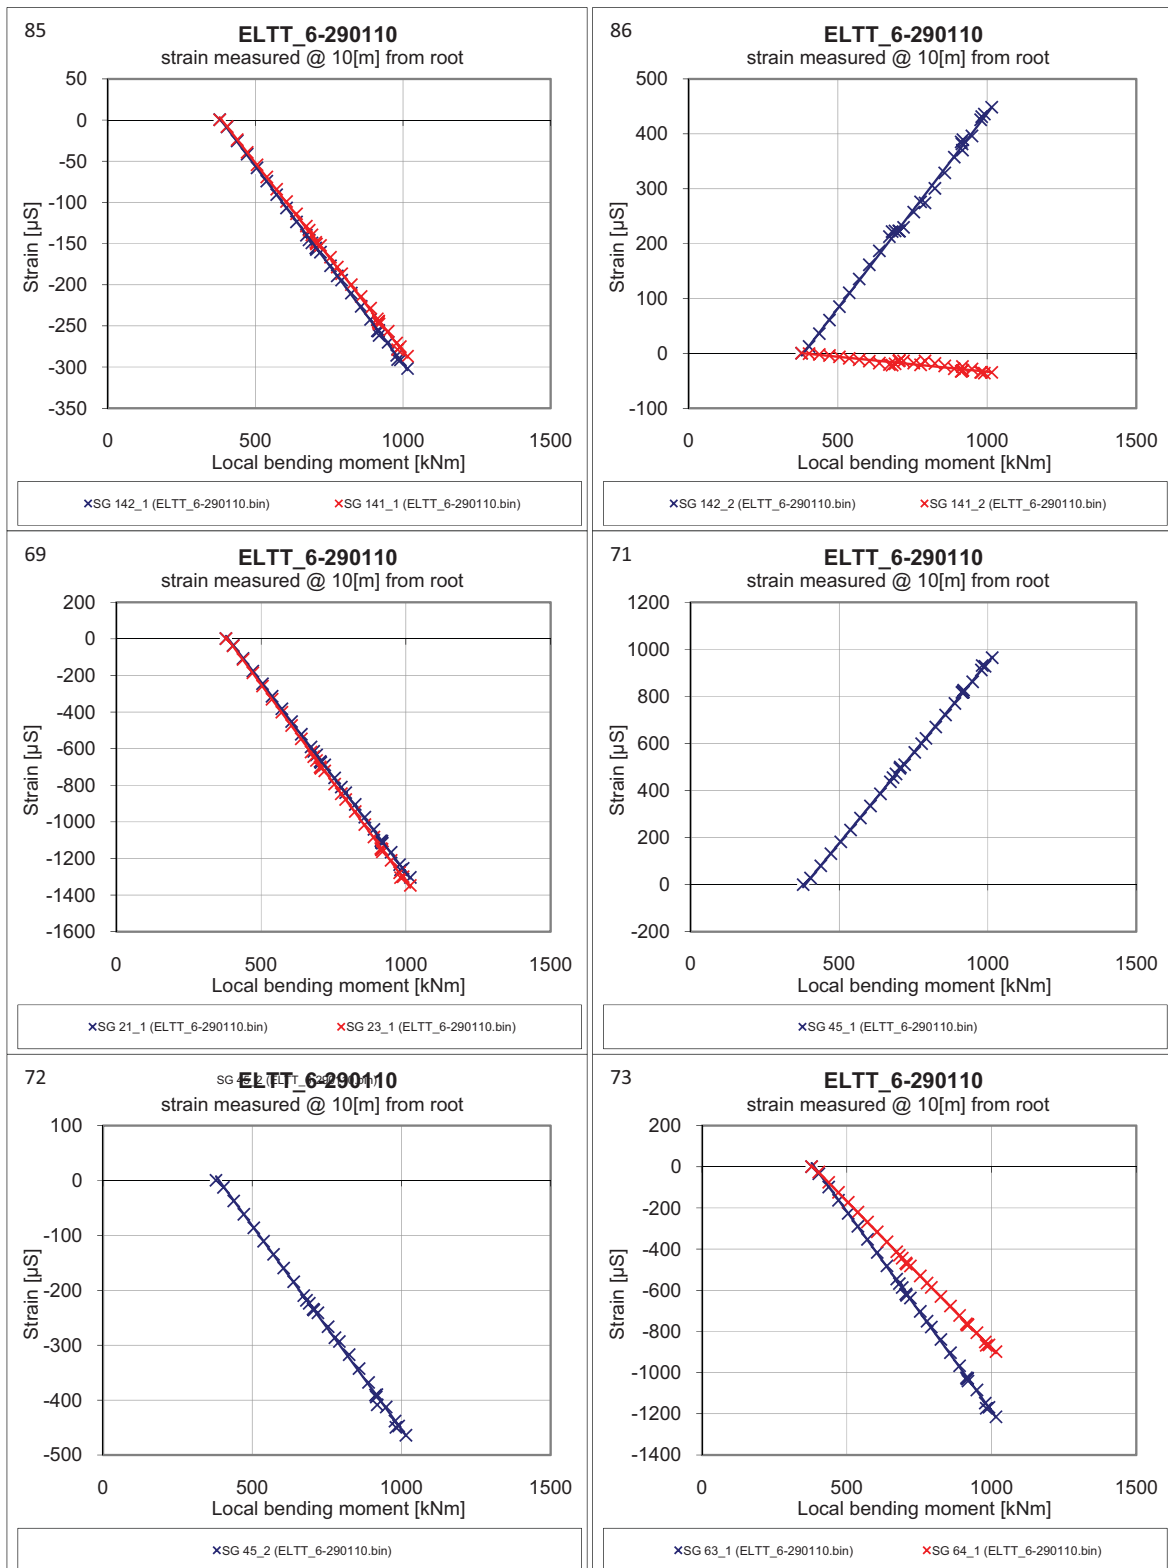 85
ELTT_6-290110
strain measured @ 10[m] from root
50
0
-50
-100
-150
-200
-250
-300
-350
Strain [µS]
0 500 1000 1500
Local bending moment [kNm]
SG 142_1 (ELTT_6-290110.bin) SG 141_1 (ELTT_6-290110.bin)
86
ELTT_6-290110
strain measured @ 10[m] from root
500
400
300
200
100
0
-100
Strain [µS]
0 500 1000 1500
Local bending moment [kNm]
SG 142_2 (ELTT_6-290110.bin) SG 141_2 (ELTT_6-290110.bin)
69
ELTT_6-290110
strain measured @ 10[m] from root
200
0
-200
-400
-600
-800
-1000
-1200
-1400
-1600
Strain [µS]
0 500 1000 1500
Local bending moment [kNm]
SG 21_1 (ELTT_6-290110.bin) SG 23_1 (ELTT_6-290110.bin)
71
ELTT_6-290110
strain measured @ 10[m] from root
1200
1000
800
600
400
200
0
-200
Strain [µS]
0 500 1000 1500
Local bending moment [kNm]
SG 45_1 (ELTT_6-290110.bin)
72
SG 45_2 (ELTT_6-290110.bin)
ELTT_6-290110
strain measured @ 10[m] from root
100
0
-100
-200
-300
-400
-500
Strain [µS]
0 500 1000 1500
Local bending moment [kNm]
SG 45_2 (ELTT_6-290110.bin)
73
ELTT_6-290110
strain measured @ 10[m] from root
200
0
-200
-400
-600
-800
-1000
-1200
-1400
Strain [µS]
0 500 1000 1500
Local bending moment [kNm]
SG 63_1 (ELTT_6-290110.bin) SG 64_1 (ELTT_6-290110.bin)